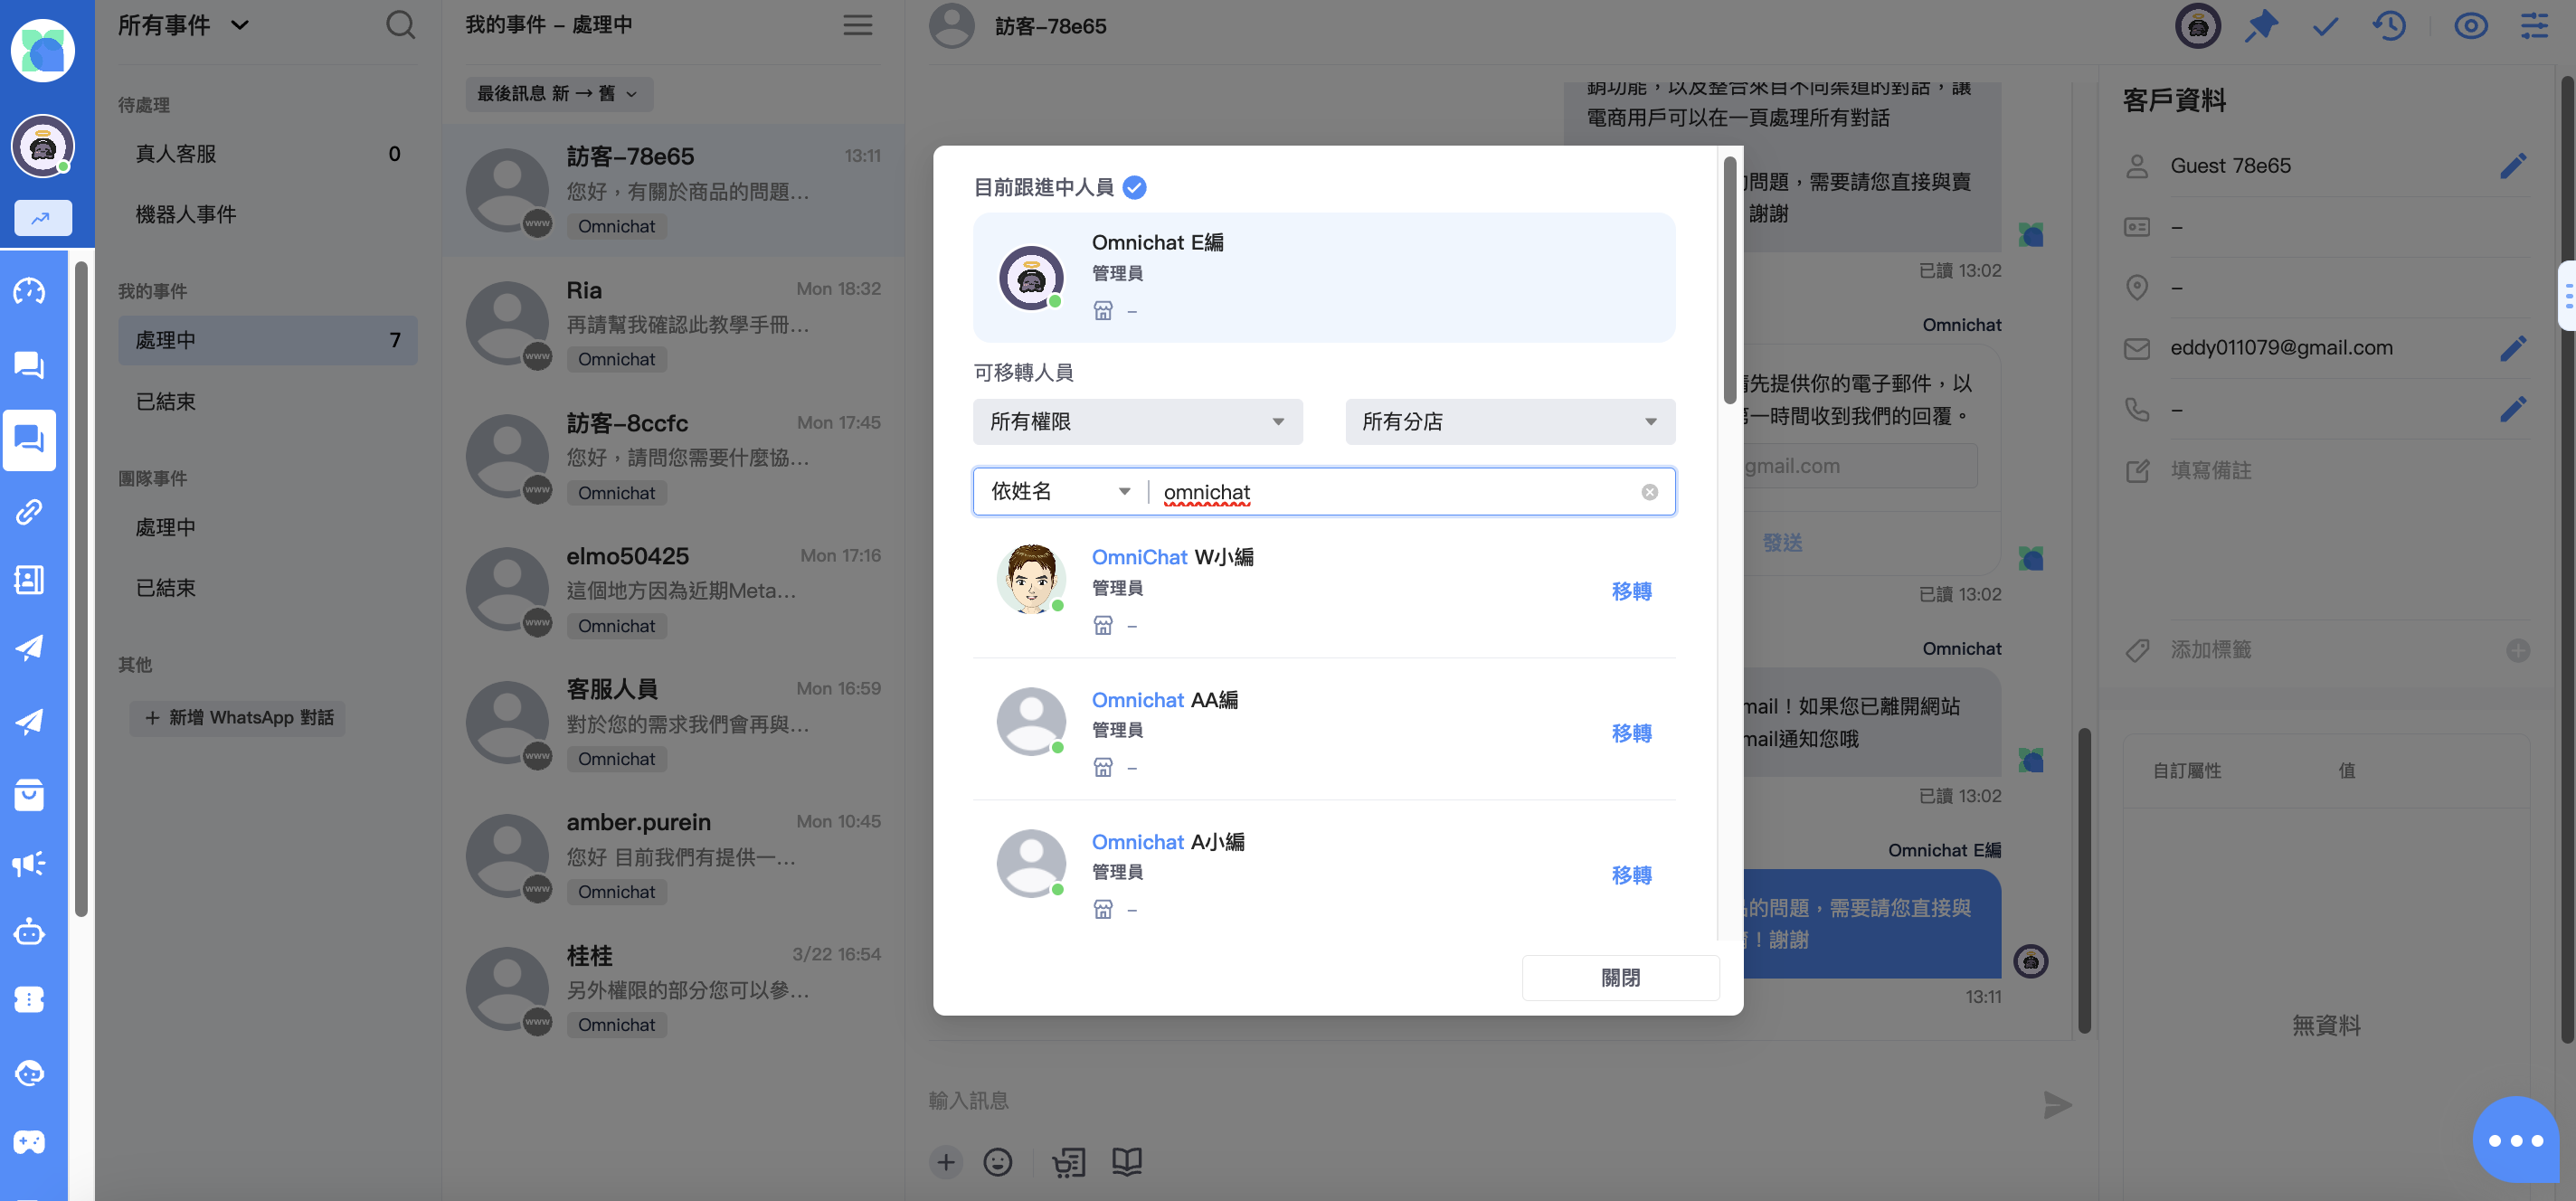 所有事件
待處理
真人客服 0
機器人事件
我的事件
處理中 7
已結束
團隊事件
處理中
已結束
其他
+ 新增 WhatsApp 對話
我的事件 – 處理中
最後訊息 新 → 舊
訪客-78e65 13:11
您好，有關於商品的問題...
www
Omnichat
Ria Mon 18:32
再請幫我確認此教學手冊...
www
Omnichat
訪客-8ccfc Mon 17:45
您好，請問您需要什麼協...
www
Omnichat
elmo50425 Mon 17:16
這個地方因為近期Meta...
www
Omnichat
客服人員 Mon 16:59
對於您的需求我們會再與...
www
Omnichat
amber.purein Mon 10:45
您好 目前我們有提供一...
www
Omnichat
桂桂 3/22 16:54
另外權限的部分您可以參...
www
Omnichat
訪客-78e65
銷功能，以及整合來自不同渠道的對話，讓
電商用戶可以在一頁處理所有對話
問題，需要請您直接與賣
謝謝
已讀 13:02
Omnichat
先提供你的電子郵件，以
一時間收到我們的回覆。
gmail.com
發送
已讀 13:02
Omnichat
mail！如果您已離開網站
mail通知您哦
已讀 13:02
Omnichat E編
的問題，需要請您直接與
！謝謝
13:11
輸入訊息
目前跟進中人員
Omnichat E編
管理員
–
可移轉人員
所有權限 所有分店
依姓名 omnichat
OmniChat W小編
管理員
–
移轉
Omnichat AA編
管理員
–
移轉
Omnichat A小編
管理員
–
移轉
關閉
客戶資料
Guest 78e65
–
–
eddy011079@gmail.com
–
填寫備註
添加標籤
自訂屬性 值
無資料